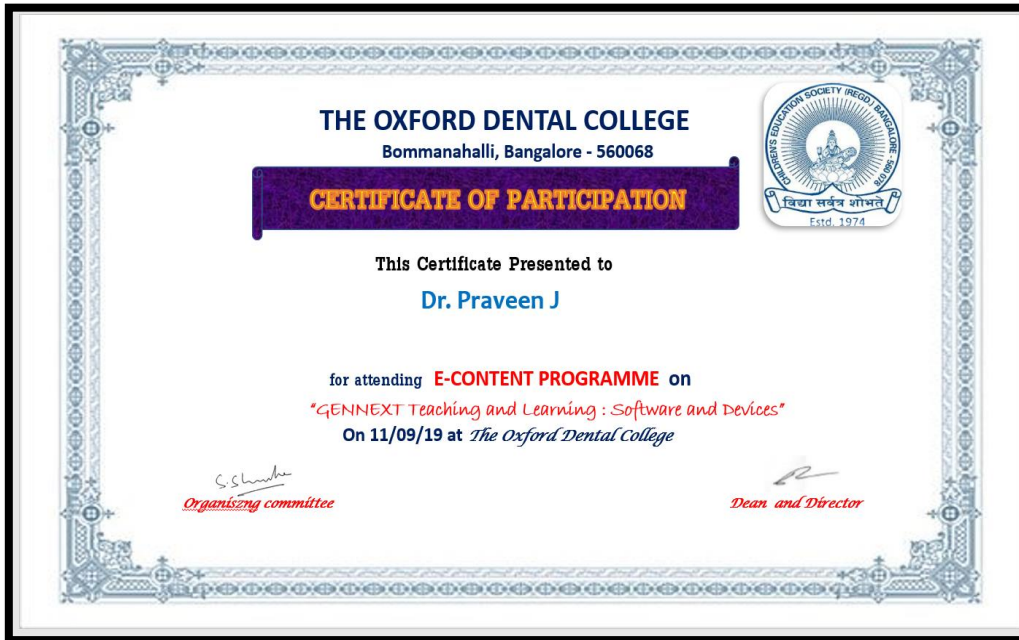 THE OXFORD DENTAL COLLEGE
Bommanahalli, Bangalore - 560068
CHILDREN'S EDUCATION SOCIETY (REGD.) BANGALORE - 560 078
विद्या सर्वत्र शोभते
Estd. 1974
CERTIFICATE OF PARTICIPATION
This Certificate Presented to
Dr. Praveen J
for attending E-CONTENT PROGRAMME on
"GENNEXT Teaching and Learning : Software and Devices"
On 11/09/19 at The Oxford Dental College
Organiszng committee
Dean and Director